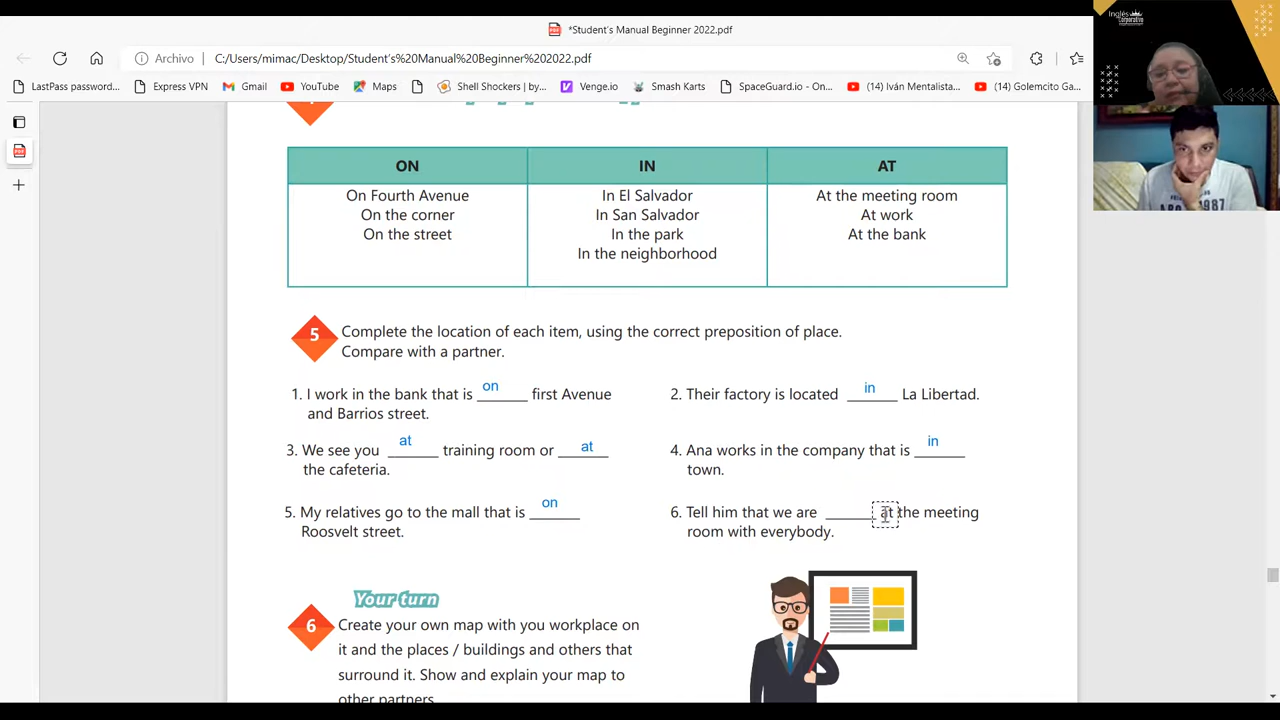 *Student's Manual Beginner 2022.pdf
Archivo C:/Users/mimac/Desktop/Student's%20Manual%20Beginner%202022.pdf
LastPass password... Express VPN Gmail YouTube Maps Shell Shockers | by... Venge.io Smash Karts SpaceGuard.io - On... (14) Iván Mentalista... (14) Golemcito Ga...
Inglés
Corporativo
ON IN AT
On Fourth Avenue In El Salvador At the meeting room
On the corner In San Salvador At work
On the street In the park At the bank
In the neighborhood
5 Complete the location of each item, using the correct preposition of place.
Compare with a partner.
1. I work in the bank that is on first Avenue
and Barrios street.
2. Their factory is located in La Libertad.
3. We see you at training room or at
the cafeteria.
4. Ana works in the company that is in
town.
5. My relatives go to the mall that is on
Roosvelt street.
6. Tell him that we are ______ at the meeting
room with everybody.
Your turn
6 Create your own map with you workplace on
it and the places / buildings and others that
surround it. Show and explain your map to
other partners
1987